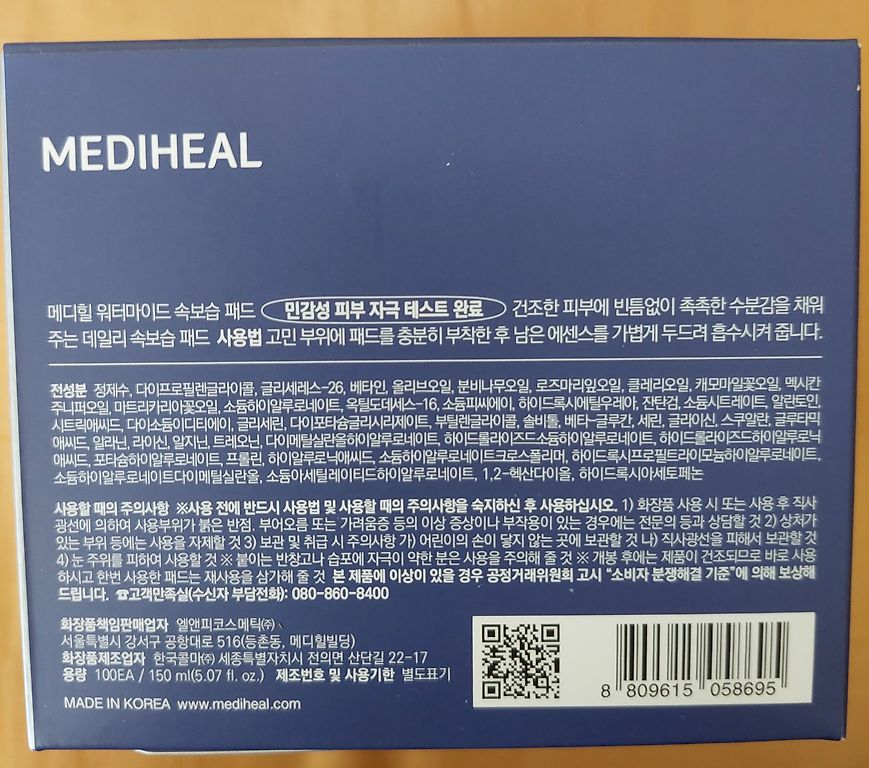 MEDIHEAL
메디힐 워터마이드 속보습 패드 민감성 피부 자극 테스트 완료 건조한 피부에 빈틈없이 촉촉한 수분감을 채워
주는 데일리 속보습 패드 사용법 고민 부위에 패드를 충분히 부착한 후 남은 에센스를 가볍게 두드려 흡수시켜 줍니다.
전성분 정제수, 다이프로필렌글라이콜, 글리세레스-26, 베타인, 올리브오일, 분비나무오일, 로즈마리잎오일, 클레리오일, 캐모마일꽃오일, 멕시칸
주니퍼오일, 마트리카리아꽃오일, 소듐하이알루로네이트, 옥틸도데세스-16, 소듐피씨에이, 하이드록시에틸우레아, 잔탄검, 소듐시트레이트, 알란토인,
시트릭애씨드, 다이소듐이디티에이, 글리세린, 다이포타슘글리시리제이트, 부틸렌글라이콜, 솔비톨, 베타-글루칸, 세린, 글라이신, 스쿠알란, 글루타믹
애씨드, 알라닌, 라이신, 알지닌, 트레오닌, 다이메틸실란올하이알루로네이트, 하이드롤라이즈드소듐하이알루로네이트, 하이드롤라이즈드하이알루로닉
애씨드, 포타슘하이알루로네이트, 프롤린, 하이알루로닉애씨드, 소듐하이알루로네이트크로스폴리머, 하이드록시프로필트라이모늄하이알루로네이트,
소듐하이알루로네이트다이메틸실란올, 소듐아세틸레이티드하이알루로네이트, 1,2-헥산다이올, 하이드록시아세토페논
사용할 때의 주의사항 ※사용 전에 반드시 사용법 및 사용할 때의 주의사항을 숙지하신 후 사용하십시오. 1) 화장품 사용 시 또는 사용 후 직사
광선에 의하여 사용부위가 붉은 반점, 부어오름 또는 가려움증 등의 이상 증상이나 부작용이 있는 경우에는 전문의 등과 상담할 것 2) 상처가
있는 부위 등에는 사용을 자제할 것 3) 보관 및 취급 시 주의사항 가) 어린이의 손이 닿지 않는 곳에 보관할 것 나) 직사광선을 피해서 보관할 것
4) 눈 주위를 피하여 사용할 것 ※ 붙이는 반창고나 습포에 자극이 약한 분은 사용을 주의해 줄 것 ※ 개봉 후에는 제품이 건조되므로 바로 사용
하시고 한번 사용한 패드는 재사용을 삼가해 줄 것 본 제품에 이상이 있을 경우 공정거래위원회 고시 “소비자 분쟁해결 기준”에 의해 보상해
드립니다. ☎고객만족실(수신자 부담전화): 080-860-8400
화장품책임판매업자 엘앤피코스메틱㈜
서울특별시 강서구 공항대로 516(등촌동, 메디힐빌딩)
화장품제조업자 한국콜마㈜ 세종특별자치시 전의면 산단길 22-17
용량 100EA / 150 ml(5.07 fl. oz.) 제조번호 및 사용기한 별도표기
MADE IN KOREA www.mediheal.com
8 809615 058695